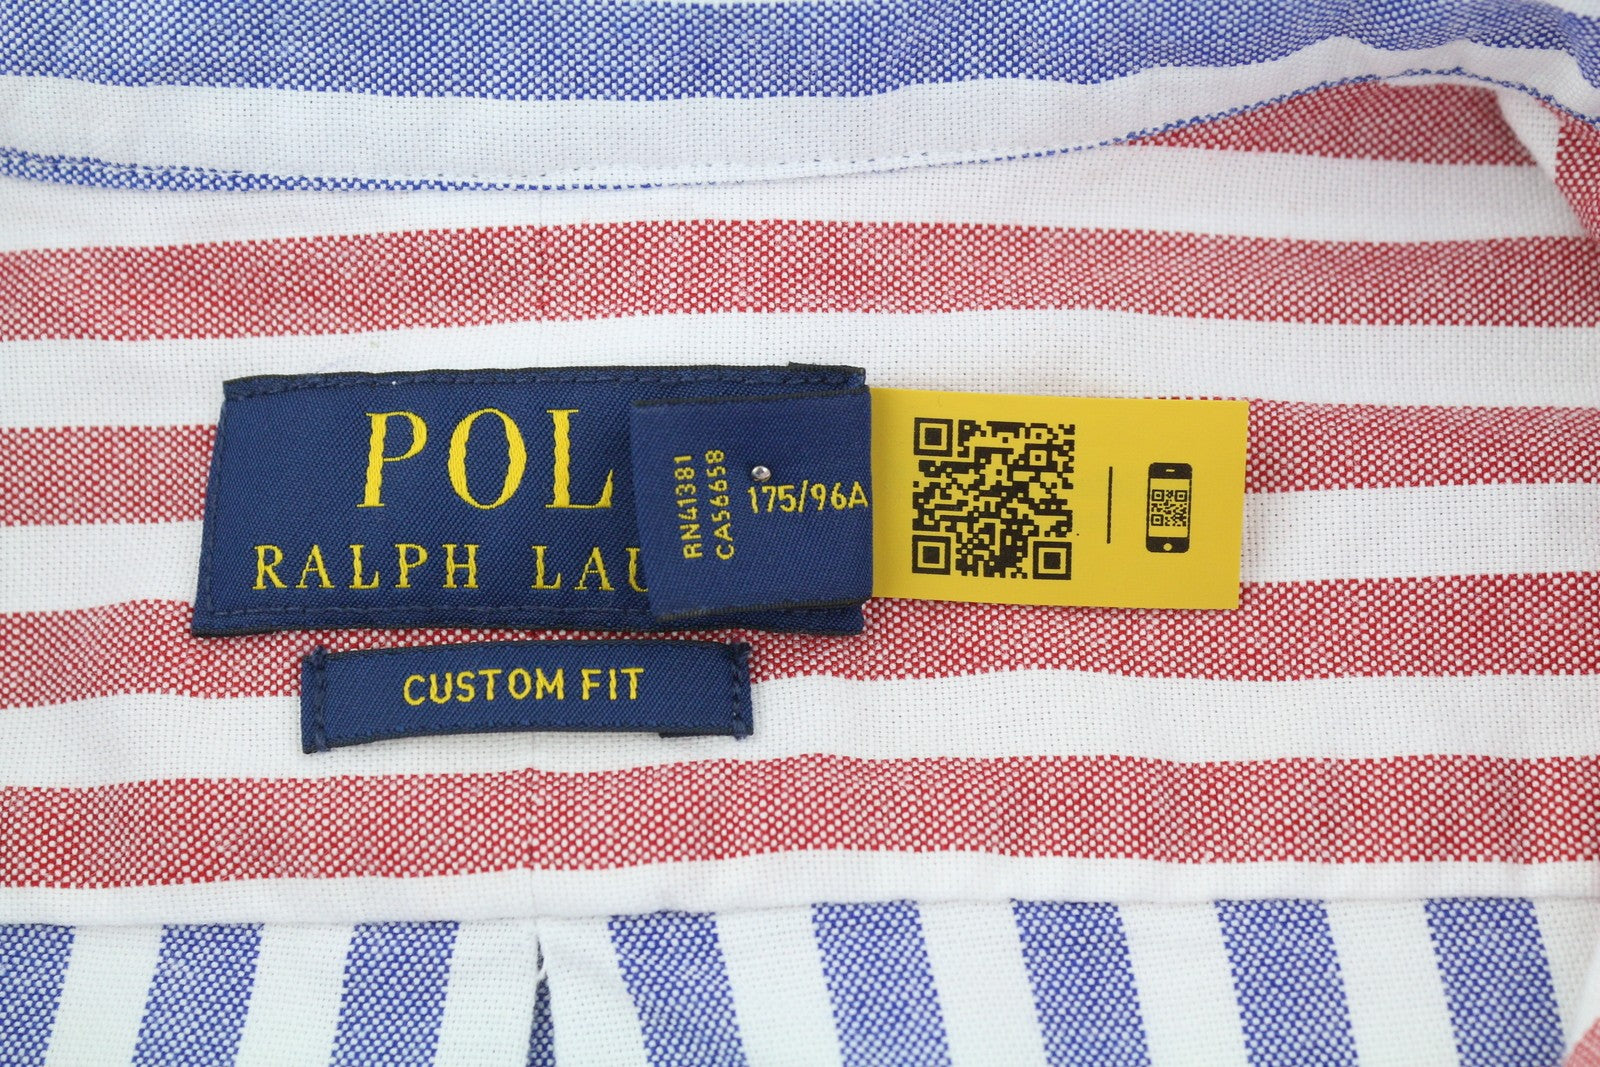 POL
RALPH LAU
RN41381
CA56658
175/96A
CUSTOM FIT